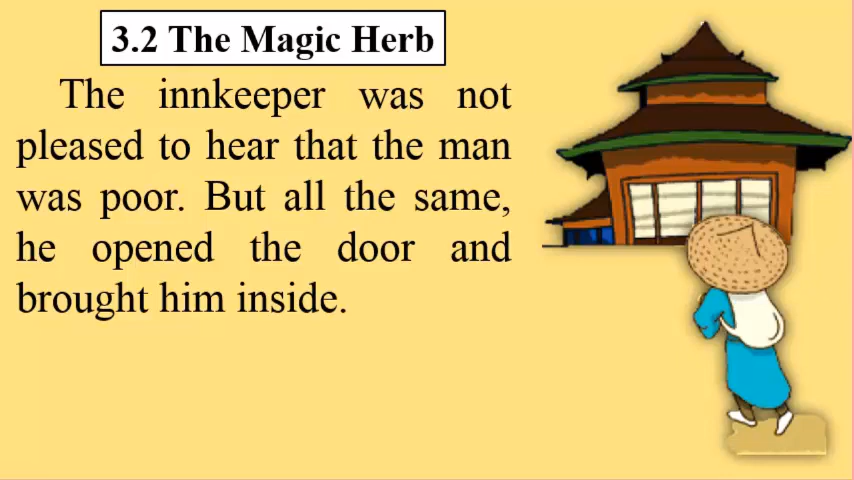 3.2 The Magic Herb
The innkeeper was not
pleased to hear that the man
was poor. But all the same,
he opened the door and
brought him inside.